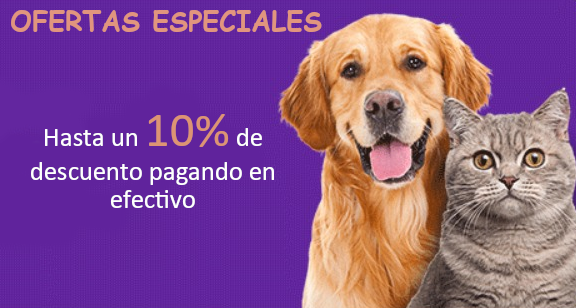 OFERTAS ESPECIALES
Hasta un 10% de
descuento pagando en
efectivo